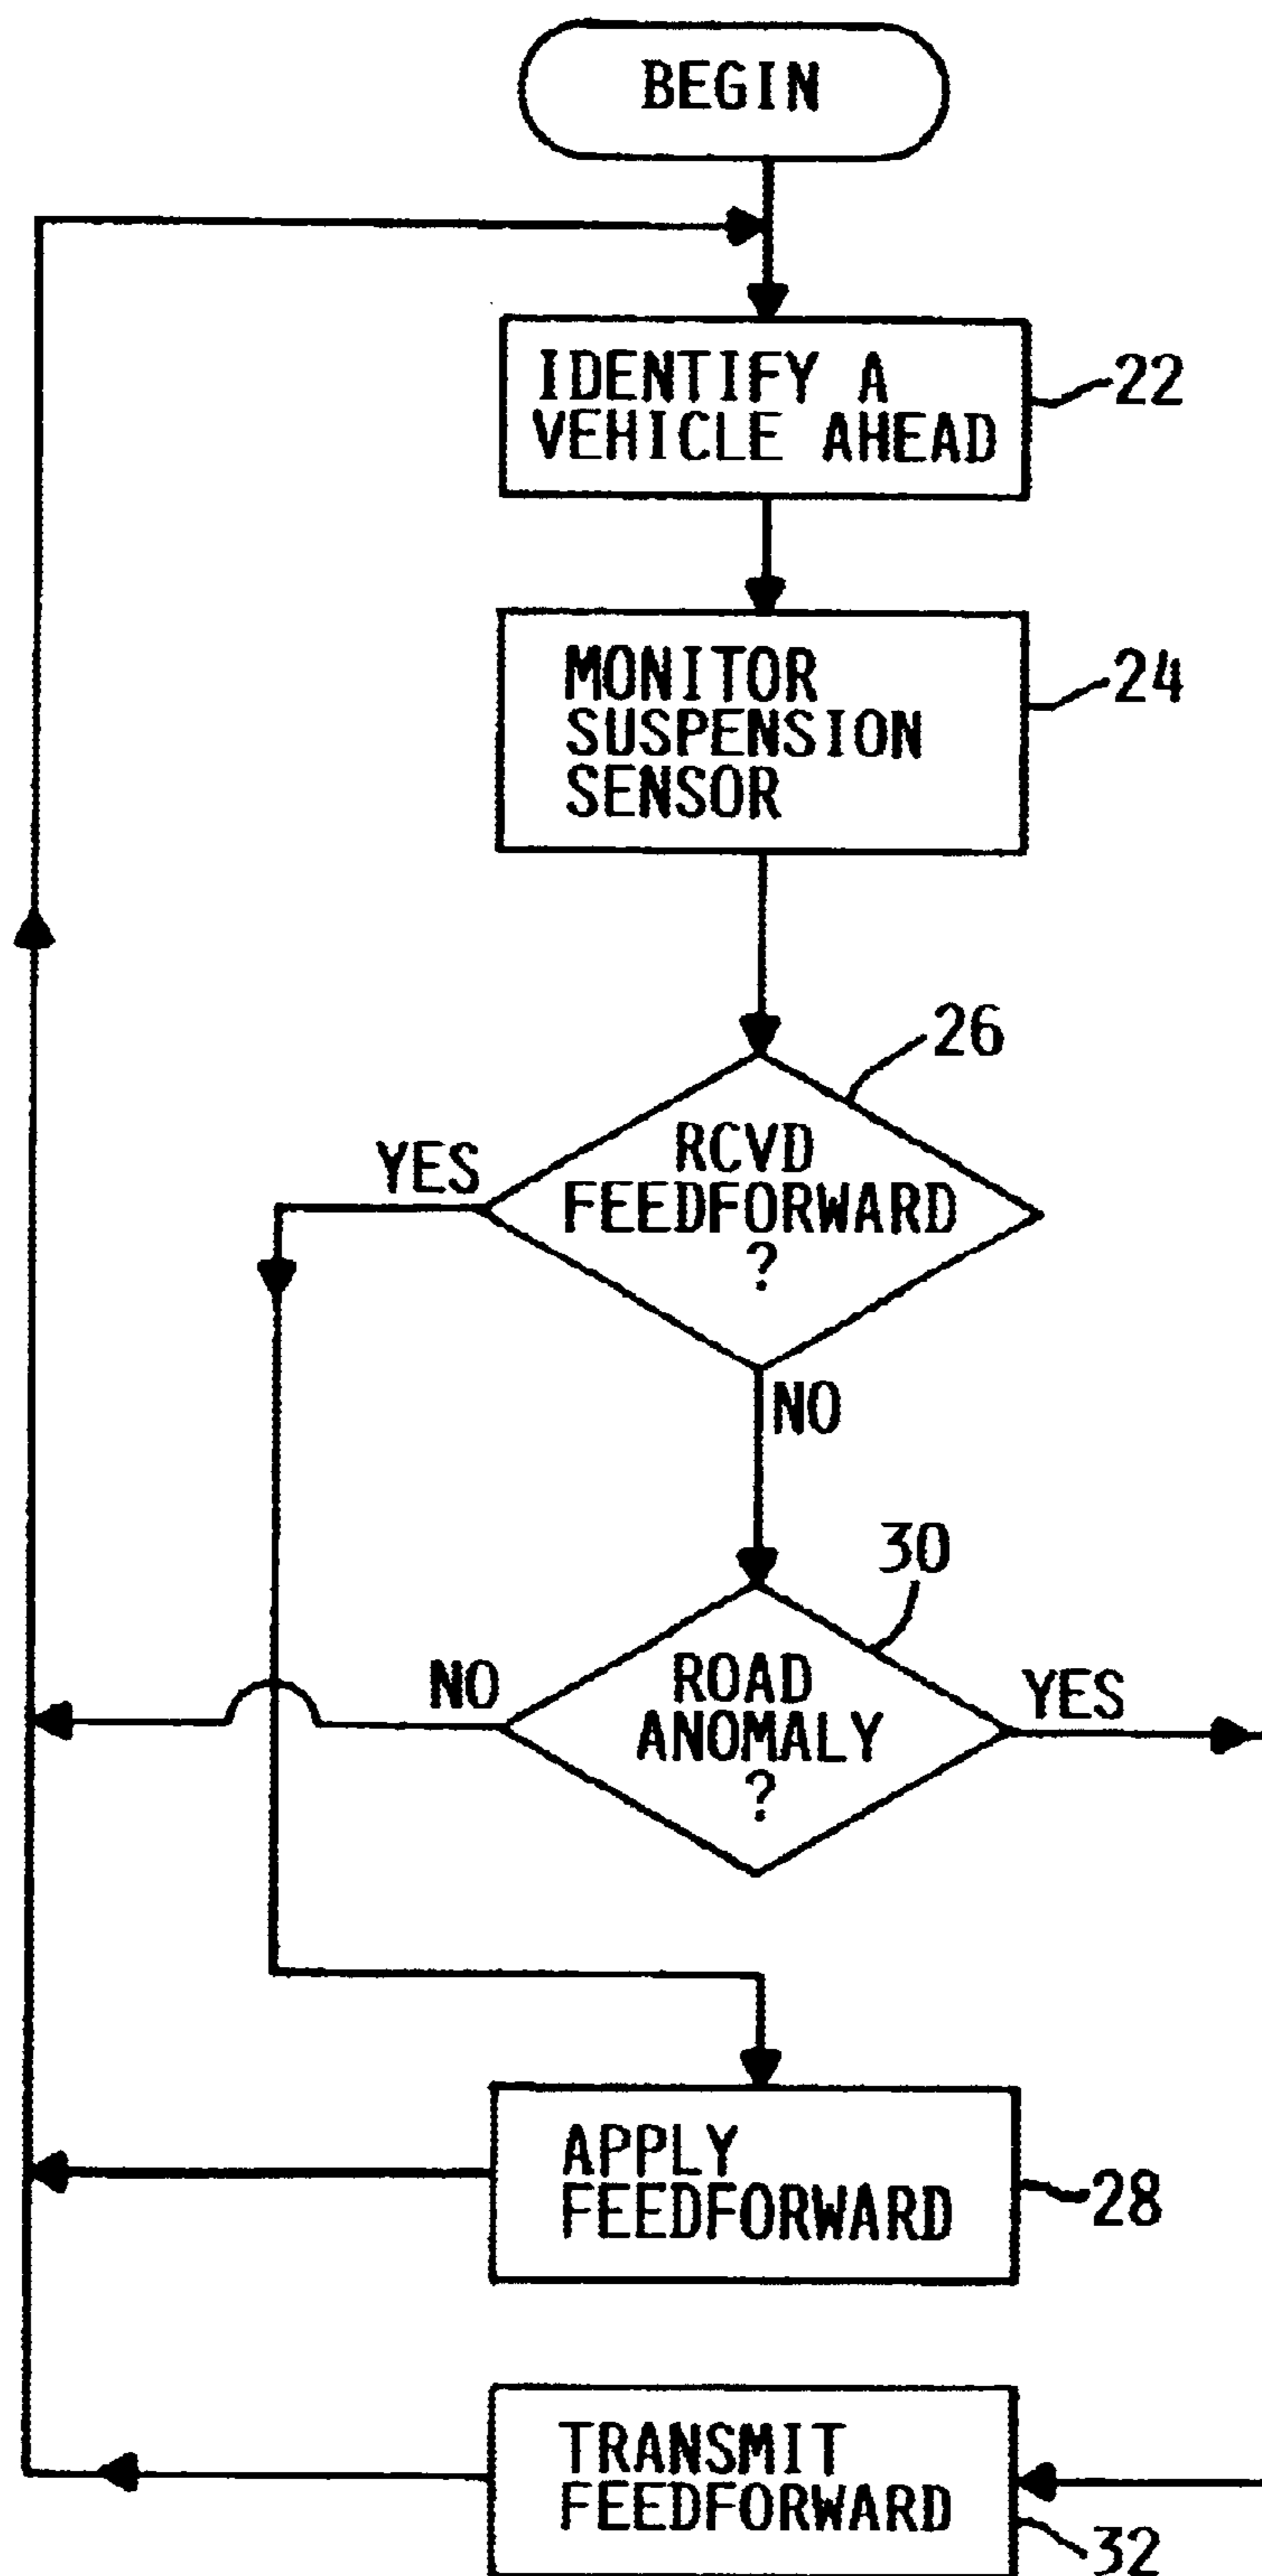 BEGIN
IDENTIFY A
VEHICLE AHEAD
22
MONITOR
SUSPENSION
SENSOR
24
26
RCVD
FEEDFORWARD
?
YES
NO
30
ROAD
ANOMALY
?
NO
YES
APPLY
FEEDFORWARD
28
TRANSMIT
FEEDFORWARD
32